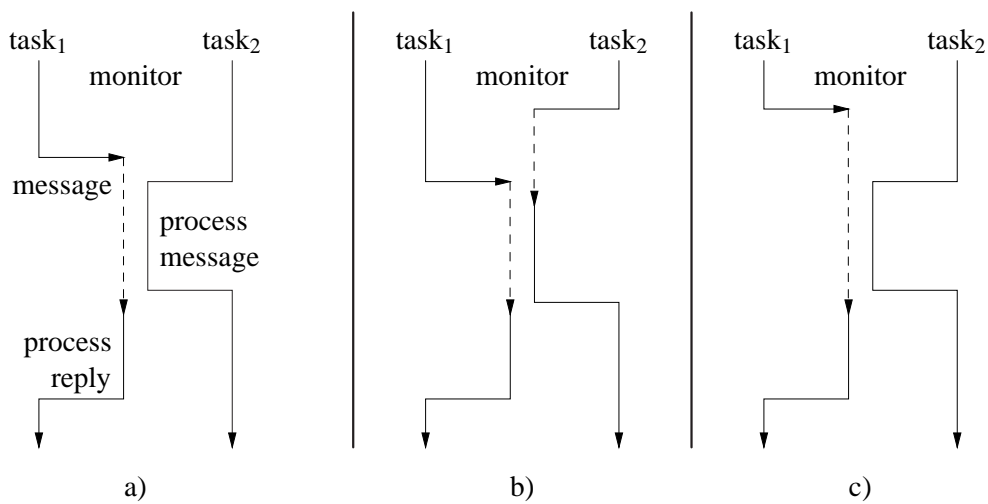 task₁ task₂
monitor
message
process
message
process
reply
a)
task₁ task₂
monitor
b)
task₁ task₂
monitor
c)